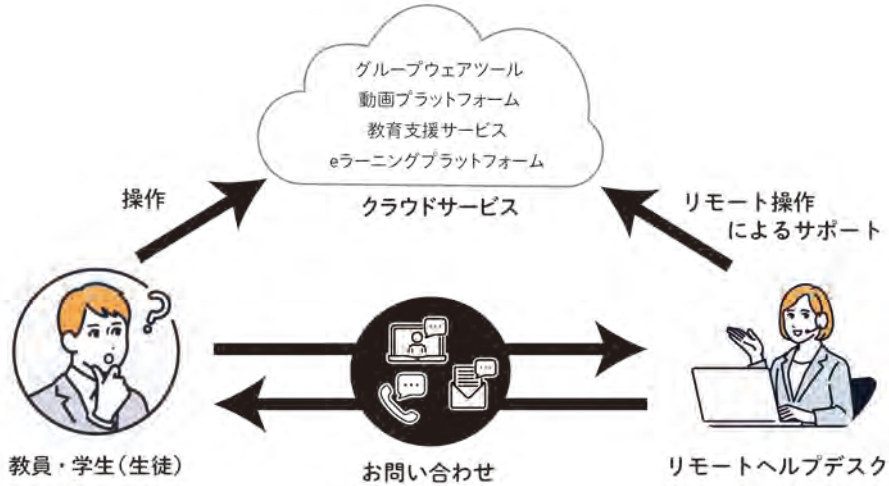 グループウェアツール
動画プラットフォーム
教育支援サービス
eラーニングプラットフォーム
クラウドサービス
操作
リモート操作
によるサポート
教員・学生(生徒)
お問い合わせ
リモートヘルプデスク